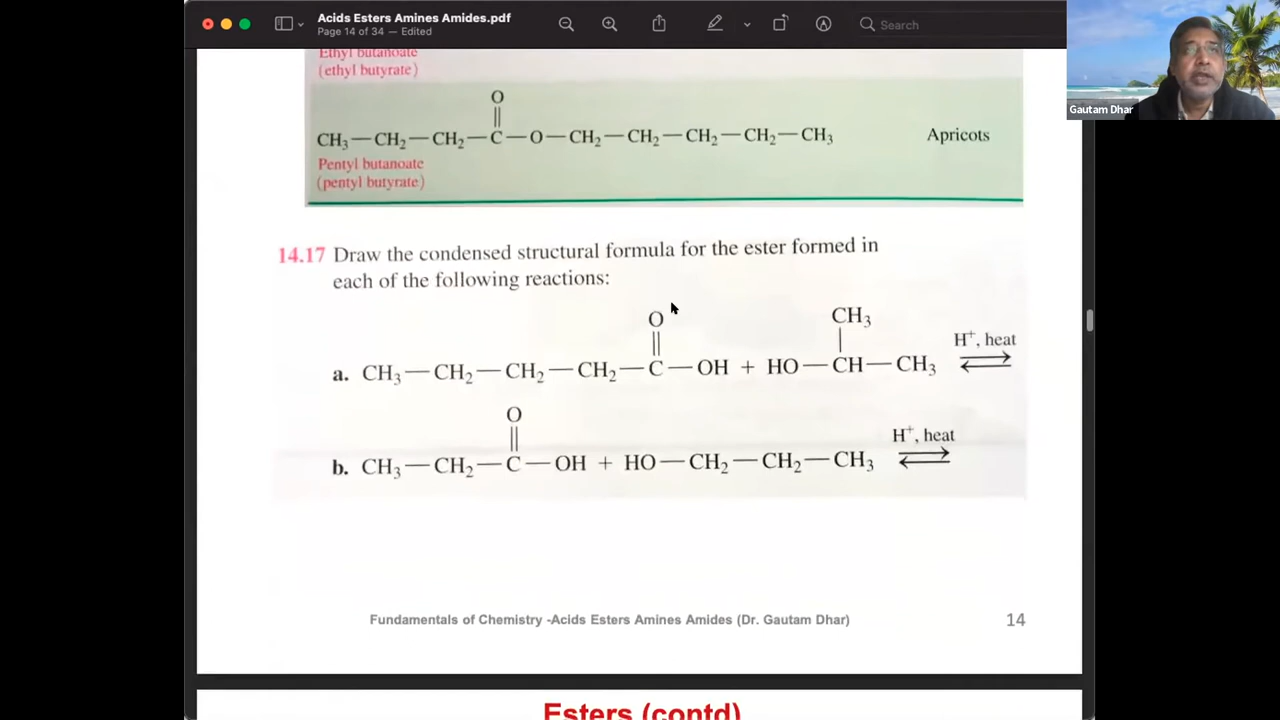 Acids Esters Amines Amides.pdf
Page 14 of 34 — Edited
Search
Gautam Dhar
Ethyl butanoate
(ethyl butyrate)
O
||
CH₃—CH₂—CH₂—C—O—CH₂—CH₂—CH₂—CH₂—CH₃ Apricots
Pentyl butanoate
(pentyl butyrate)
14.17 Draw the condensed structural formula for the ester formed in
each of the following reactions:
O CH₃
|| | H⁺, heat
a. CH₃—CH₂—CH₂—CH₂—C—OH + HO—CH—CH₃ ⇌
O
|| H⁺, heat
b. CH₃—CH₂—C—OH + HO—CH₂—CH₂—CH₃ ⇌
Fundamentals of Chemistry -Acids Esters Amines Amides (Dr. Gautam Dhar) 14
Esters (contd)